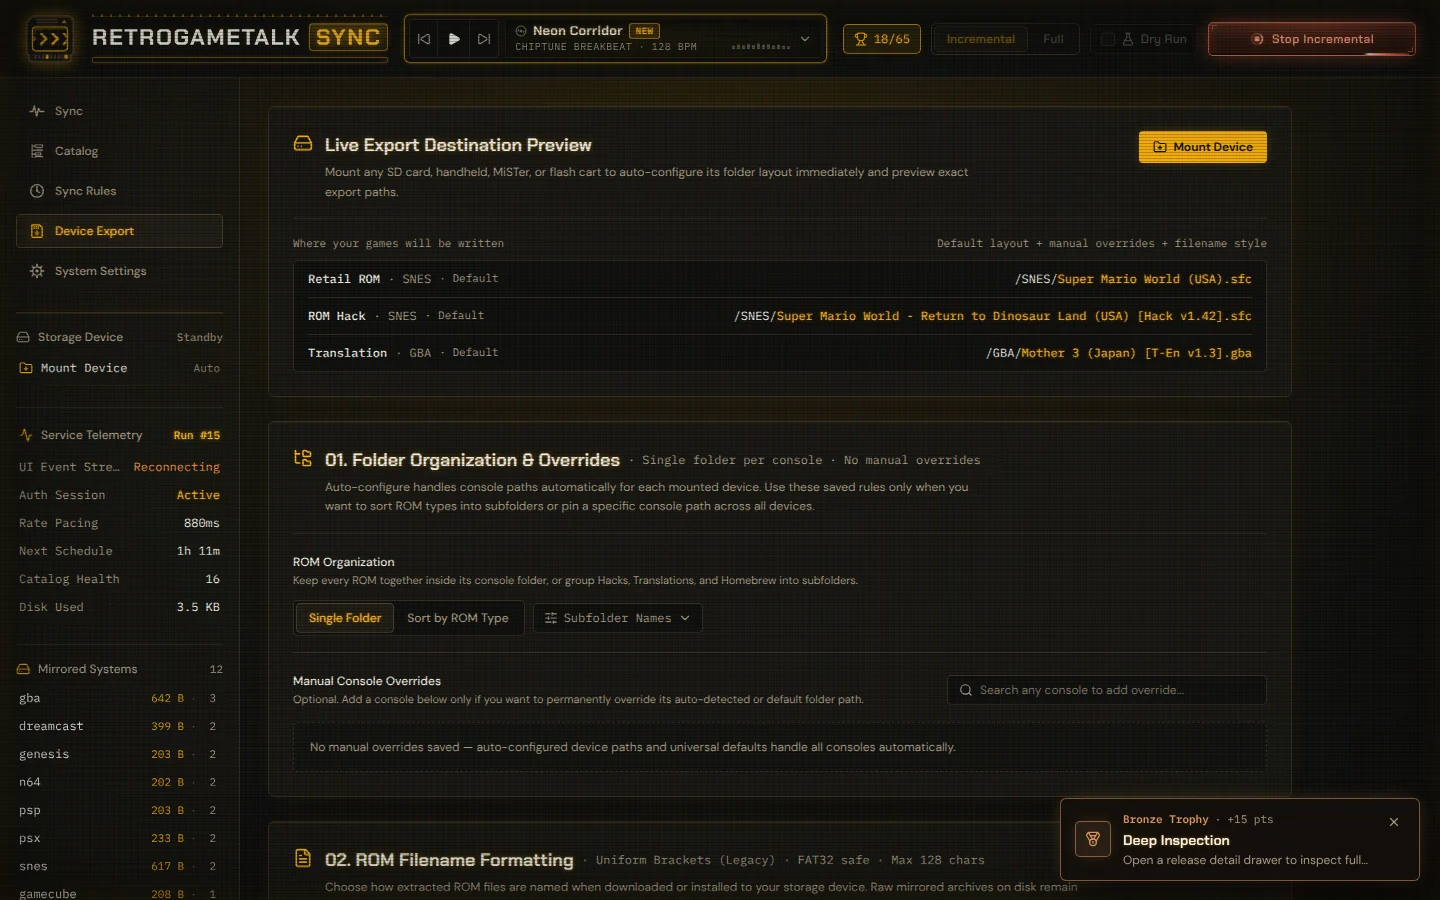 RETROGAMETALK SYNC
Neon Corridor NEW
CHIPTUNE BREAKBEAT · 128 BPM
18/65
Incremental Full
Dry Run
Stop Incremental
Sync
Catalog
Sync Rules
Device Export
System Settings
Storage Device Standby
Mount Device Auto
Service Telemetry Run #15
UI Event Stre… Reconnecting
Auth Session Active
Rate Pacing 880ms
Next Schedule 1h 11m
Catalog Health 16
Disk Used 3.5 KB
Mirrored Systems 12
gba 642 B · 3
dreamcast 399 B · 2
genesis 203 B · 2
n64 202 B · 2
psp 203 B · 2
psx 233 B · 2
snes 617 B · 2
gamecube 208 B · 1
Live Export Destination Preview
Mount Device
Mount any SD card, handheld, MiSTer, or flash cart to auto-configure its folder layout immediately and preview exact
export paths.
Where your games will be written Default layout + manual overrides + filename style
Retail ROM · SNES · Default /SNES/Super Mario World (USA).sfc
ROM Hack · SNES · Default /SNES/Super Mario World - Return to Dinosaur Land (USA) [Hack v1.42].sfc
Translation · GBA · Default /GBA/Mother 3 (Japan) [T-En v1.3].gba
01. Folder Organization & Overrides · Single folder per console · No manual overrides
Auto-configure handles console paths automatically for each mounted device. Use these saved rules only when you
want to sort ROM types into subfolders or pin a specific console path across all devices.
ROM Organization
Keep every ROM together inside its console folder, or group Hacks, Translations, and Homebrew into subfolders.
Single Folder Sort by ROM Type Subfolder Names
Manual Console Overrides
Optional. Add a console below only if you want to permanently override its auto-detected or default folder path.
Search any console to add override…
No manual overrides saved — auto-configured device paths and universal defaults handle all consoles automatically.
02. ROM Filename Formatting · Uniform Brackets (Legacy) · FAT32 safe · Max 128 chars
Choose how extracted ROM files are named when downloaded or installed to your storage device. Raw mirrored archives on disk remain
Bronze Trophy · +15 pts
Deep Inspection
Open a release detail drawer to inspect full…